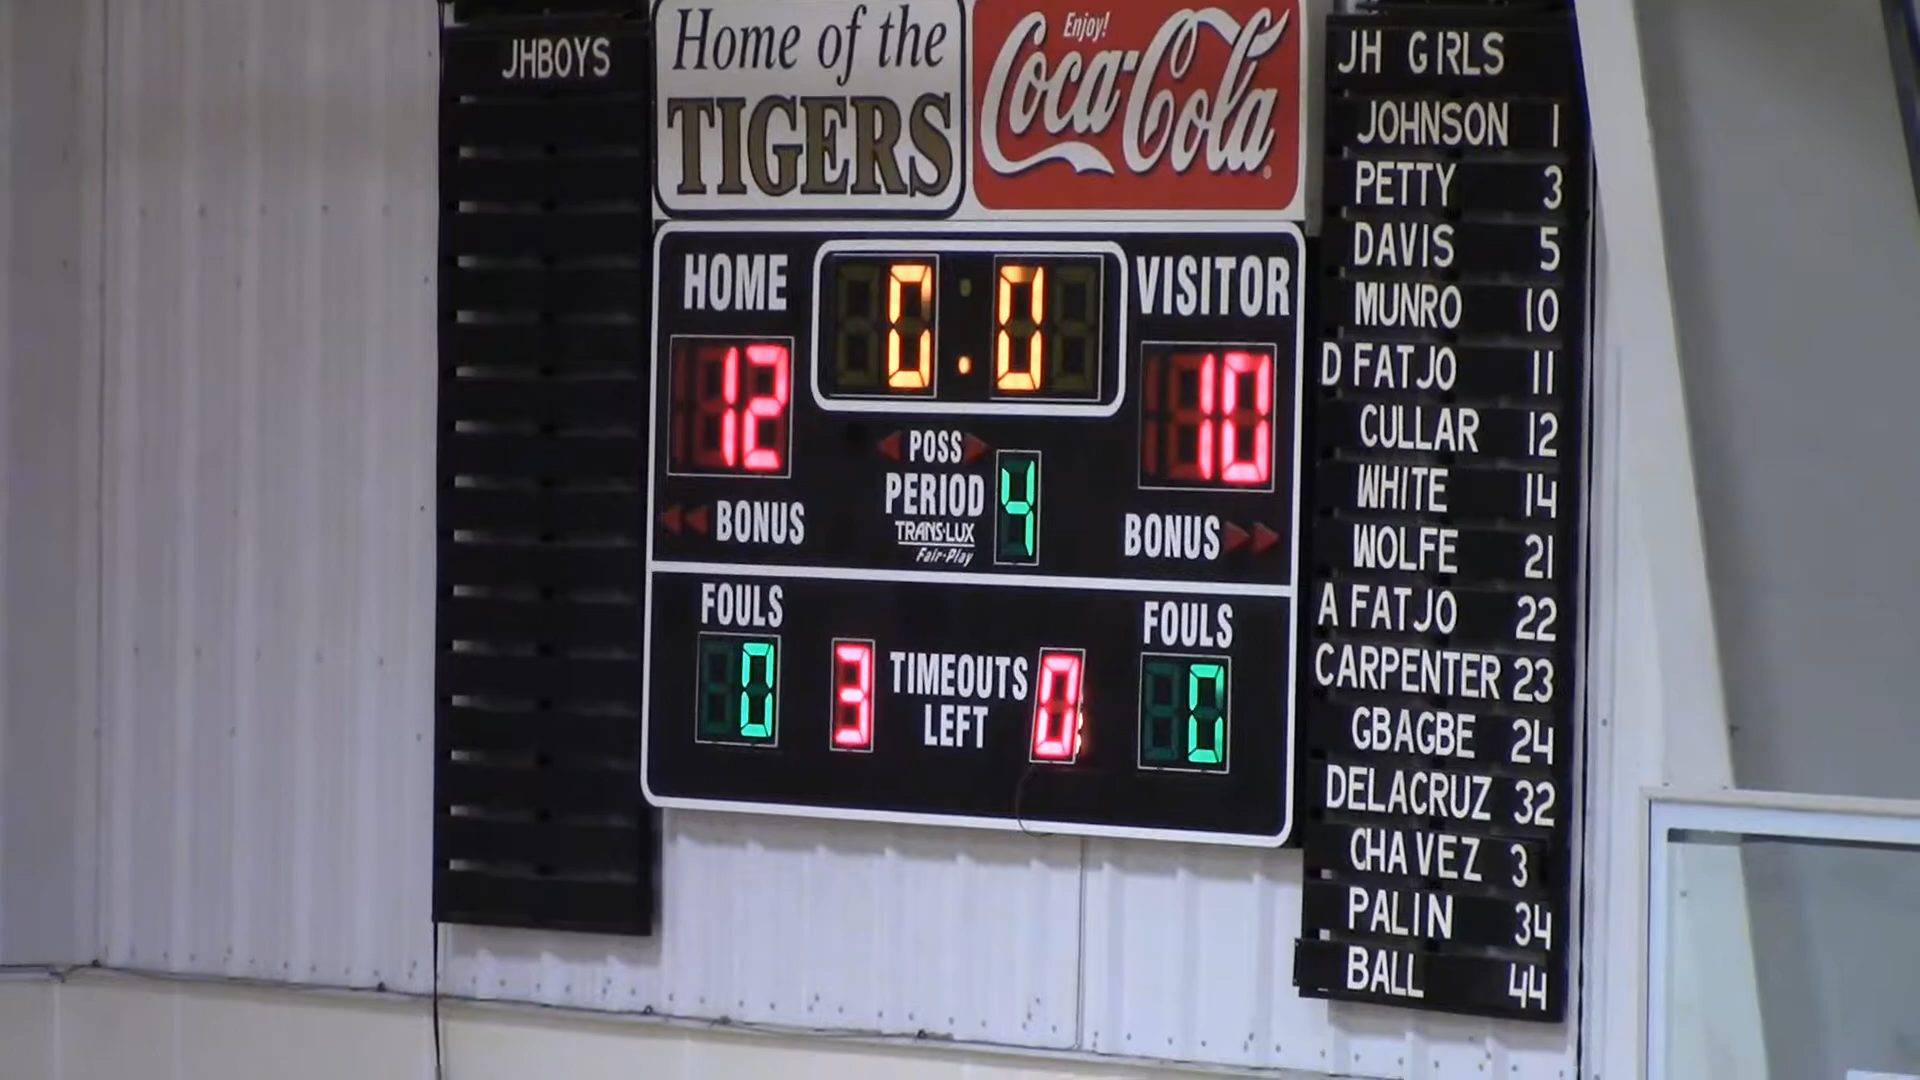 JHBOYS
Home of the
TIGERS
Enjoy!
Coca-Cola
HOME
0.0
VISITOR
12
10
POSS
PERIOD 4
TRANS-LUX
Fair-Play
BONUS
BONUS
FOULS
FOULS
0
3
TIMEOUTS
LEFT
0
0
JH GIRLS
JOHNSON 1
PETTY 3
DAVIS 5
MUNRO 10
D FATJO 11
CULLAR 12
WHITE 14
WOLFE 21
A FATJO 22
CARPENTER 23
GBAGBE 24
DELACRUZ 32
CHAVEZ 3
PALIN 34
BALL 44